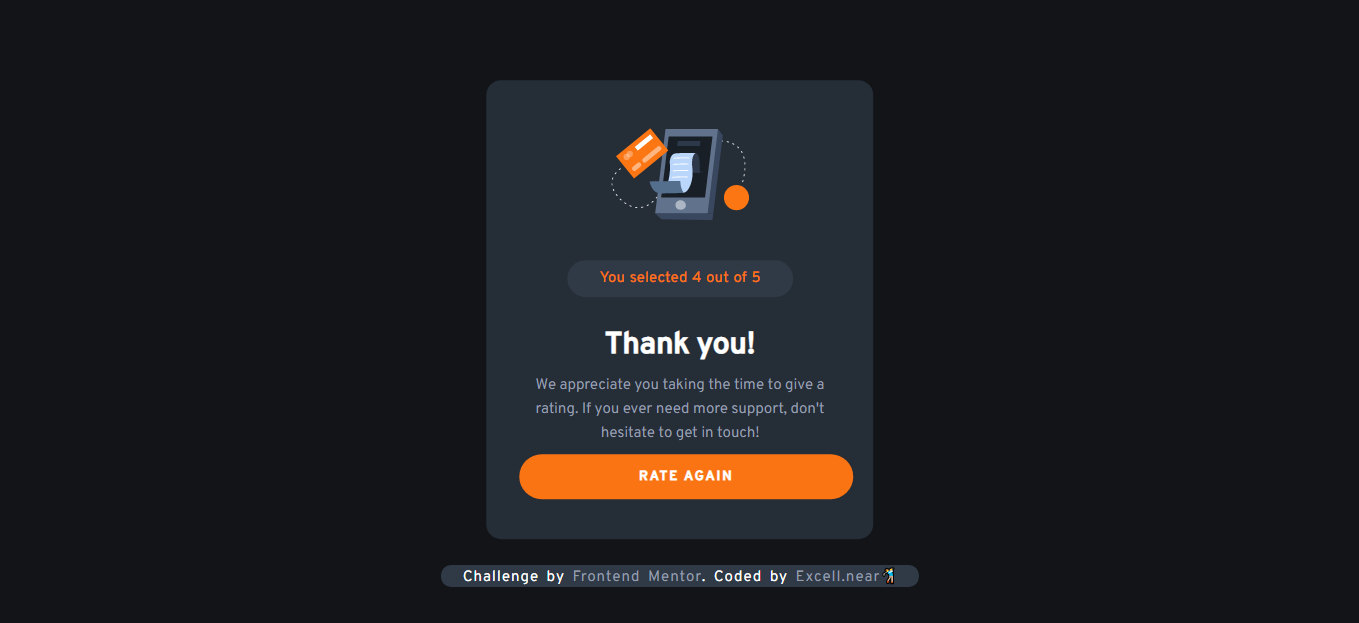 You selected 4 out of 5
Thank you!
We appreciate you taking the time to give a
rating. If you ever need more support, don't
hesitate to get in touch!
RATE AGAIN
Challenge by Frontend Mentor. Coded by Excell.near